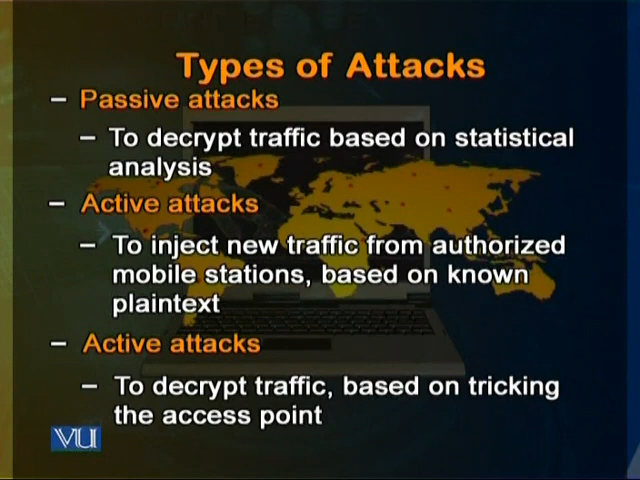 Types of Attacks
– Passive attacks
– To decrypt traffic based on statistical
analysis
– Active attacks
– To inject new traffic from authorized
mobile stations, based on known
plaintext
– Active attacks
– To decrypt traffic, based on tricking
the access point
VU